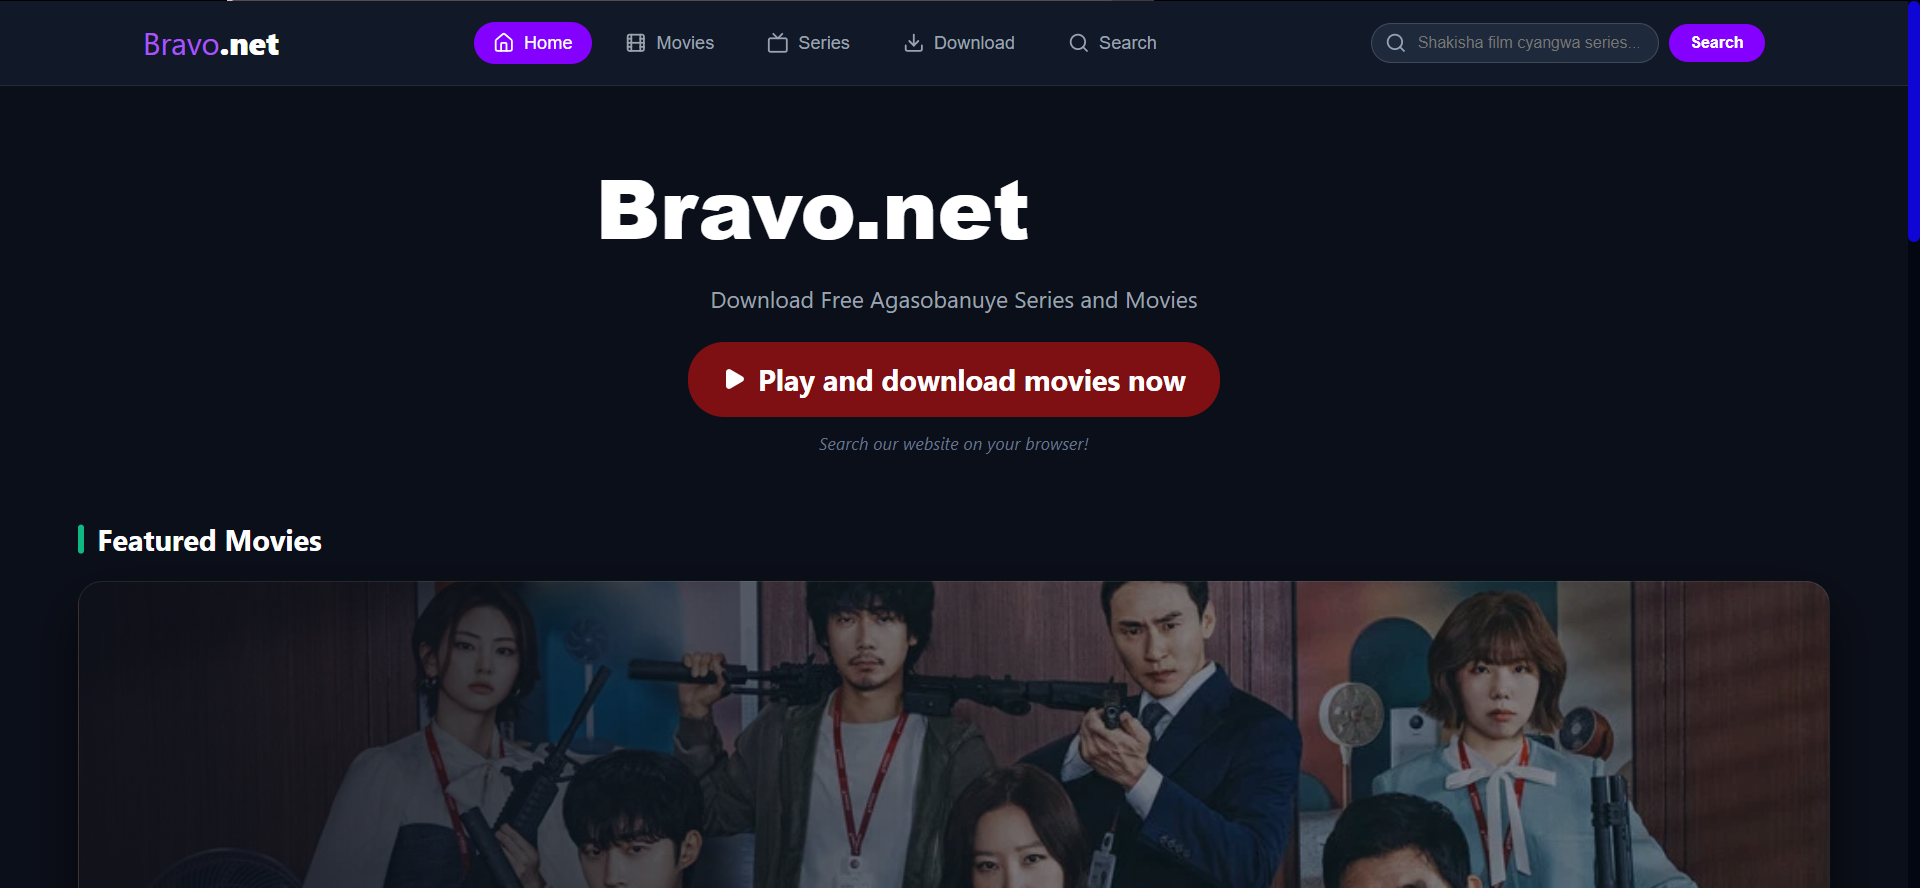 Bravo.net
Home
Movies
Series
Download
Search
Shakisha film cyangwa series...
Search
Bravo.net
Download Free Agasobanuye Series and Movies
Play and download movies now
Search our website on your browser!
Featured Movies